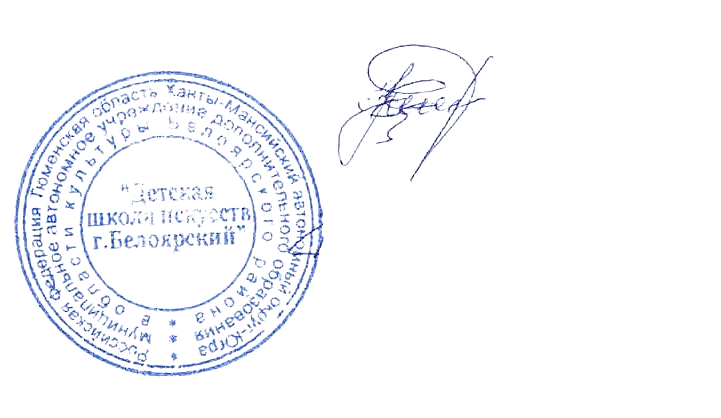 Российская Федерация Тюменская область Ханты-Мансийский автономный округ-Югра
Муниципальное автономное учреждение дополнительного образования
в области культуры Белоярского района
"Детская
школа искусств
г.Белоярский"